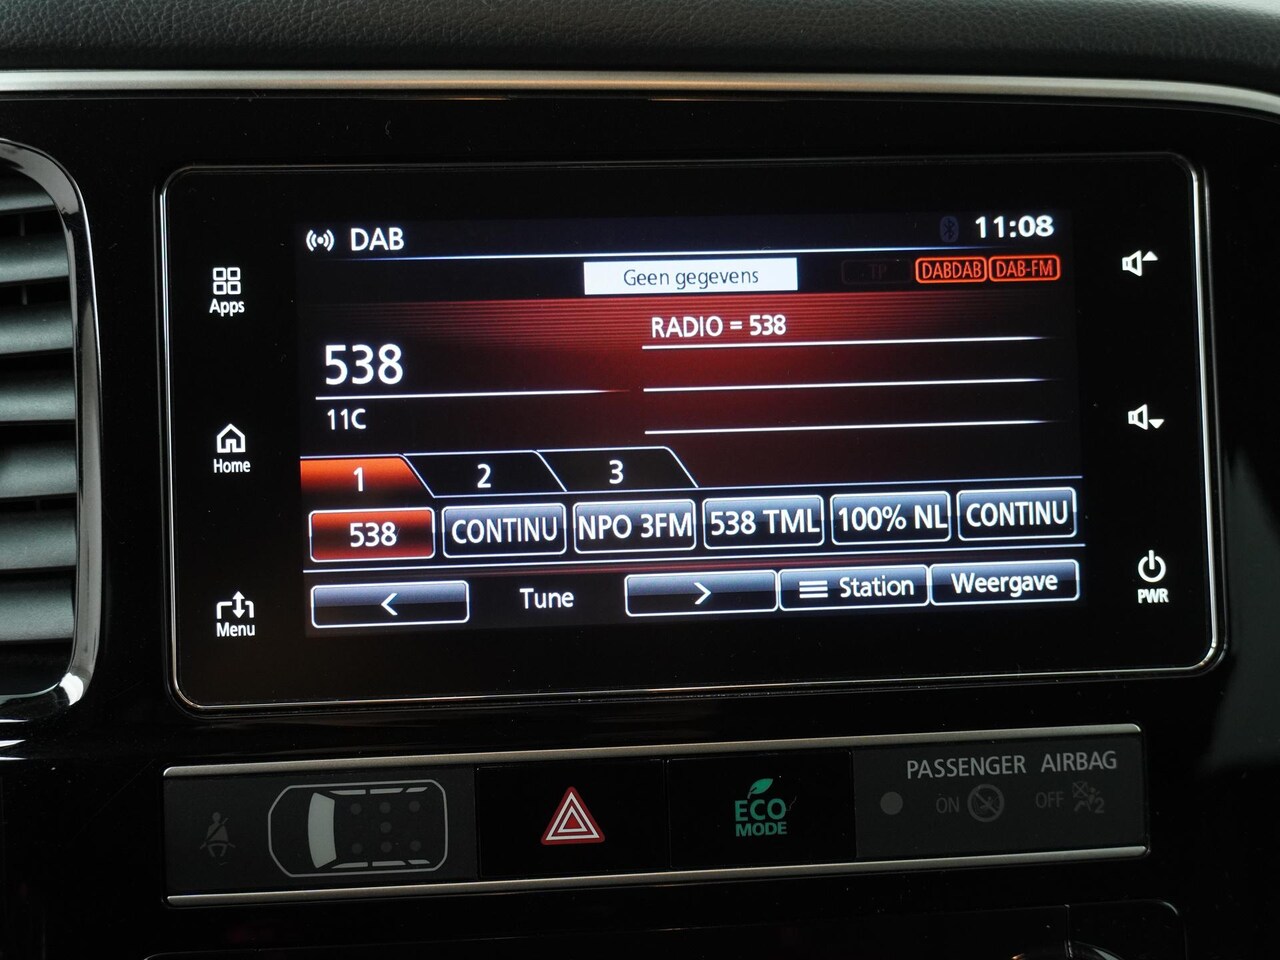 DAB
11:08
Geen gegevens
TP
DABDAB
DAB-FM
Apps
RADIO = 538
538
11C
Home
1
2
3
538
CONTINU
NPO 3FM
538 TML
100% NL
CONTINU
<
Tune
>
Station
Weergave
Menu
PWR
PASSENGER AIRBAG
ON
OFF
2
ECO
MODE